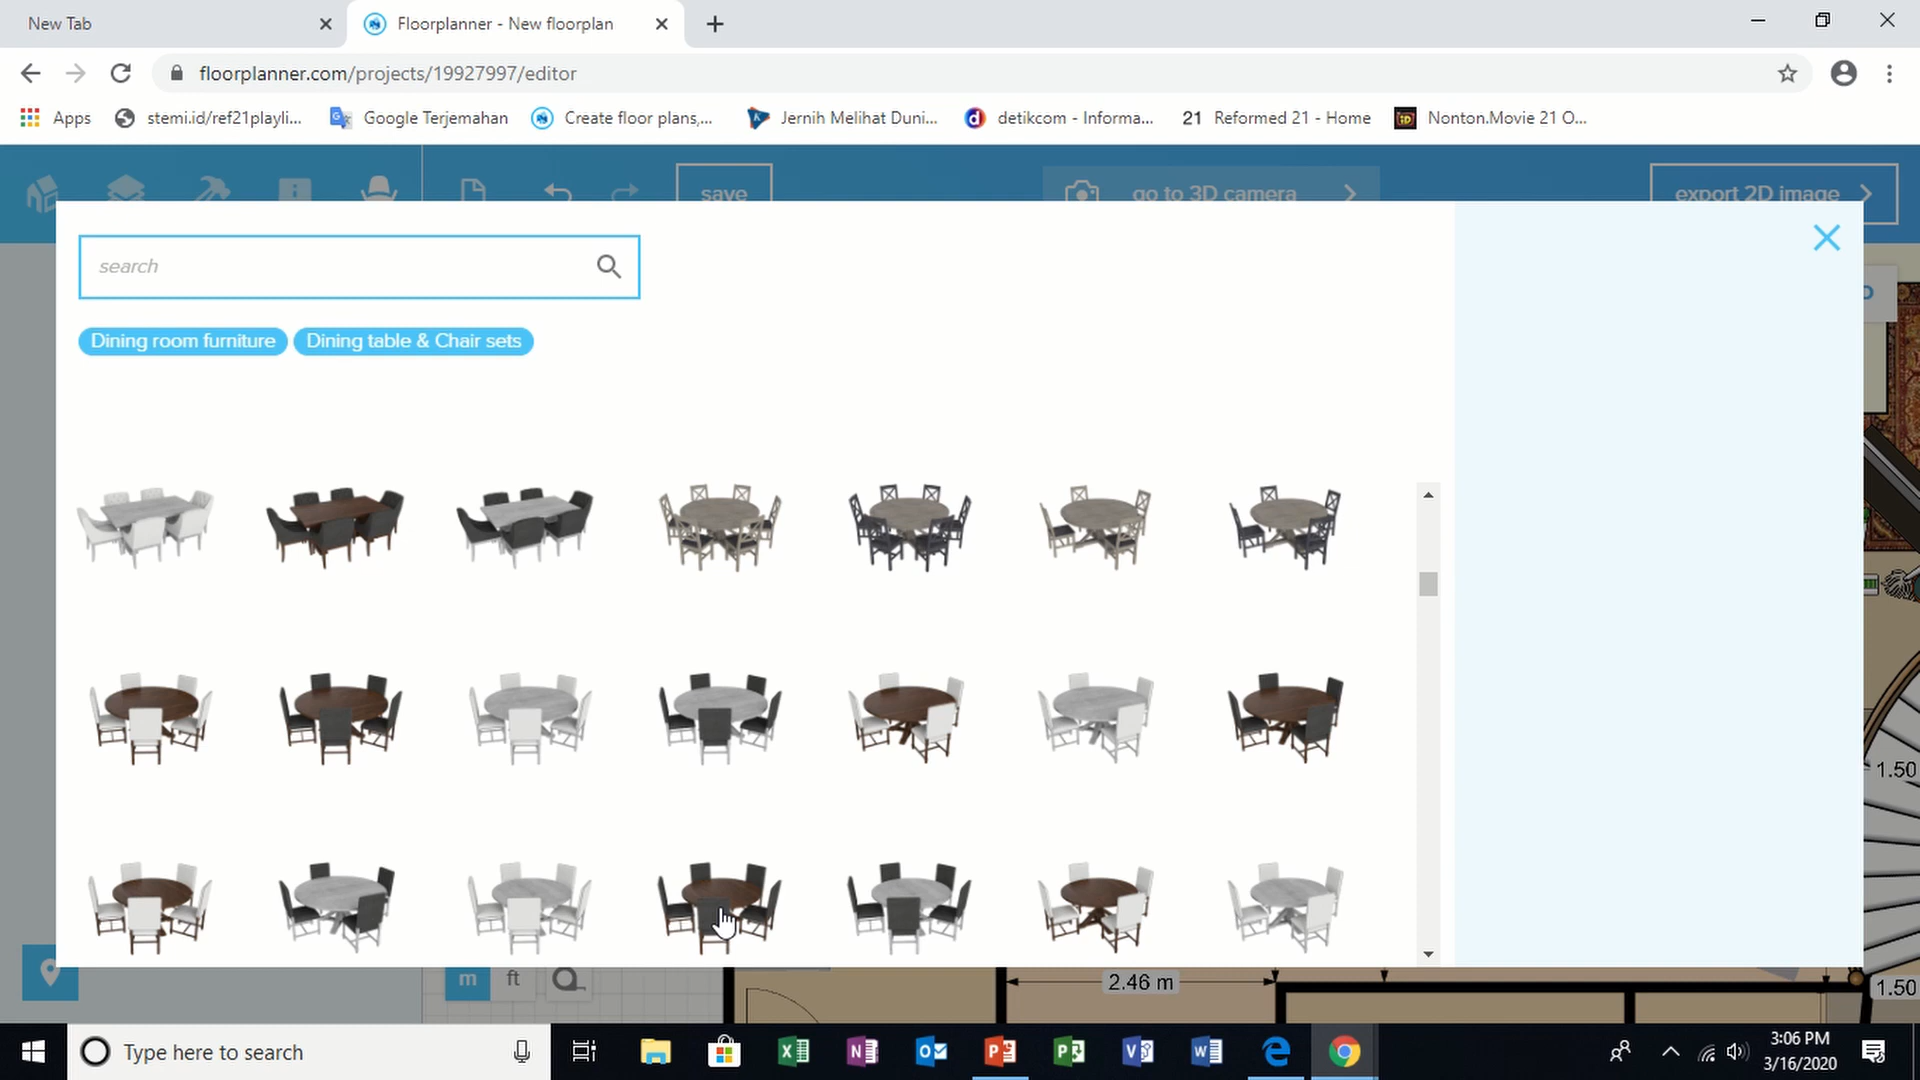 New Tab
Floorplanner - New floorplan
floorplanner.com/projects/19927997/editor
Apps
stemi.id/ref21playli...
Google Terjemahan
Create floor plans,...
Jernih Melihat Duni...
detikcom - Informa...
21 Reformed 21 - Home
Nonton.Movie 21 O...
save
go to 3D camera
export 2D image
search
Dining room furniture
Dining table & Chair sets
1.50
m
ft
2.46 m
1.50
Type here to search
3:06 PM
3/16/2020